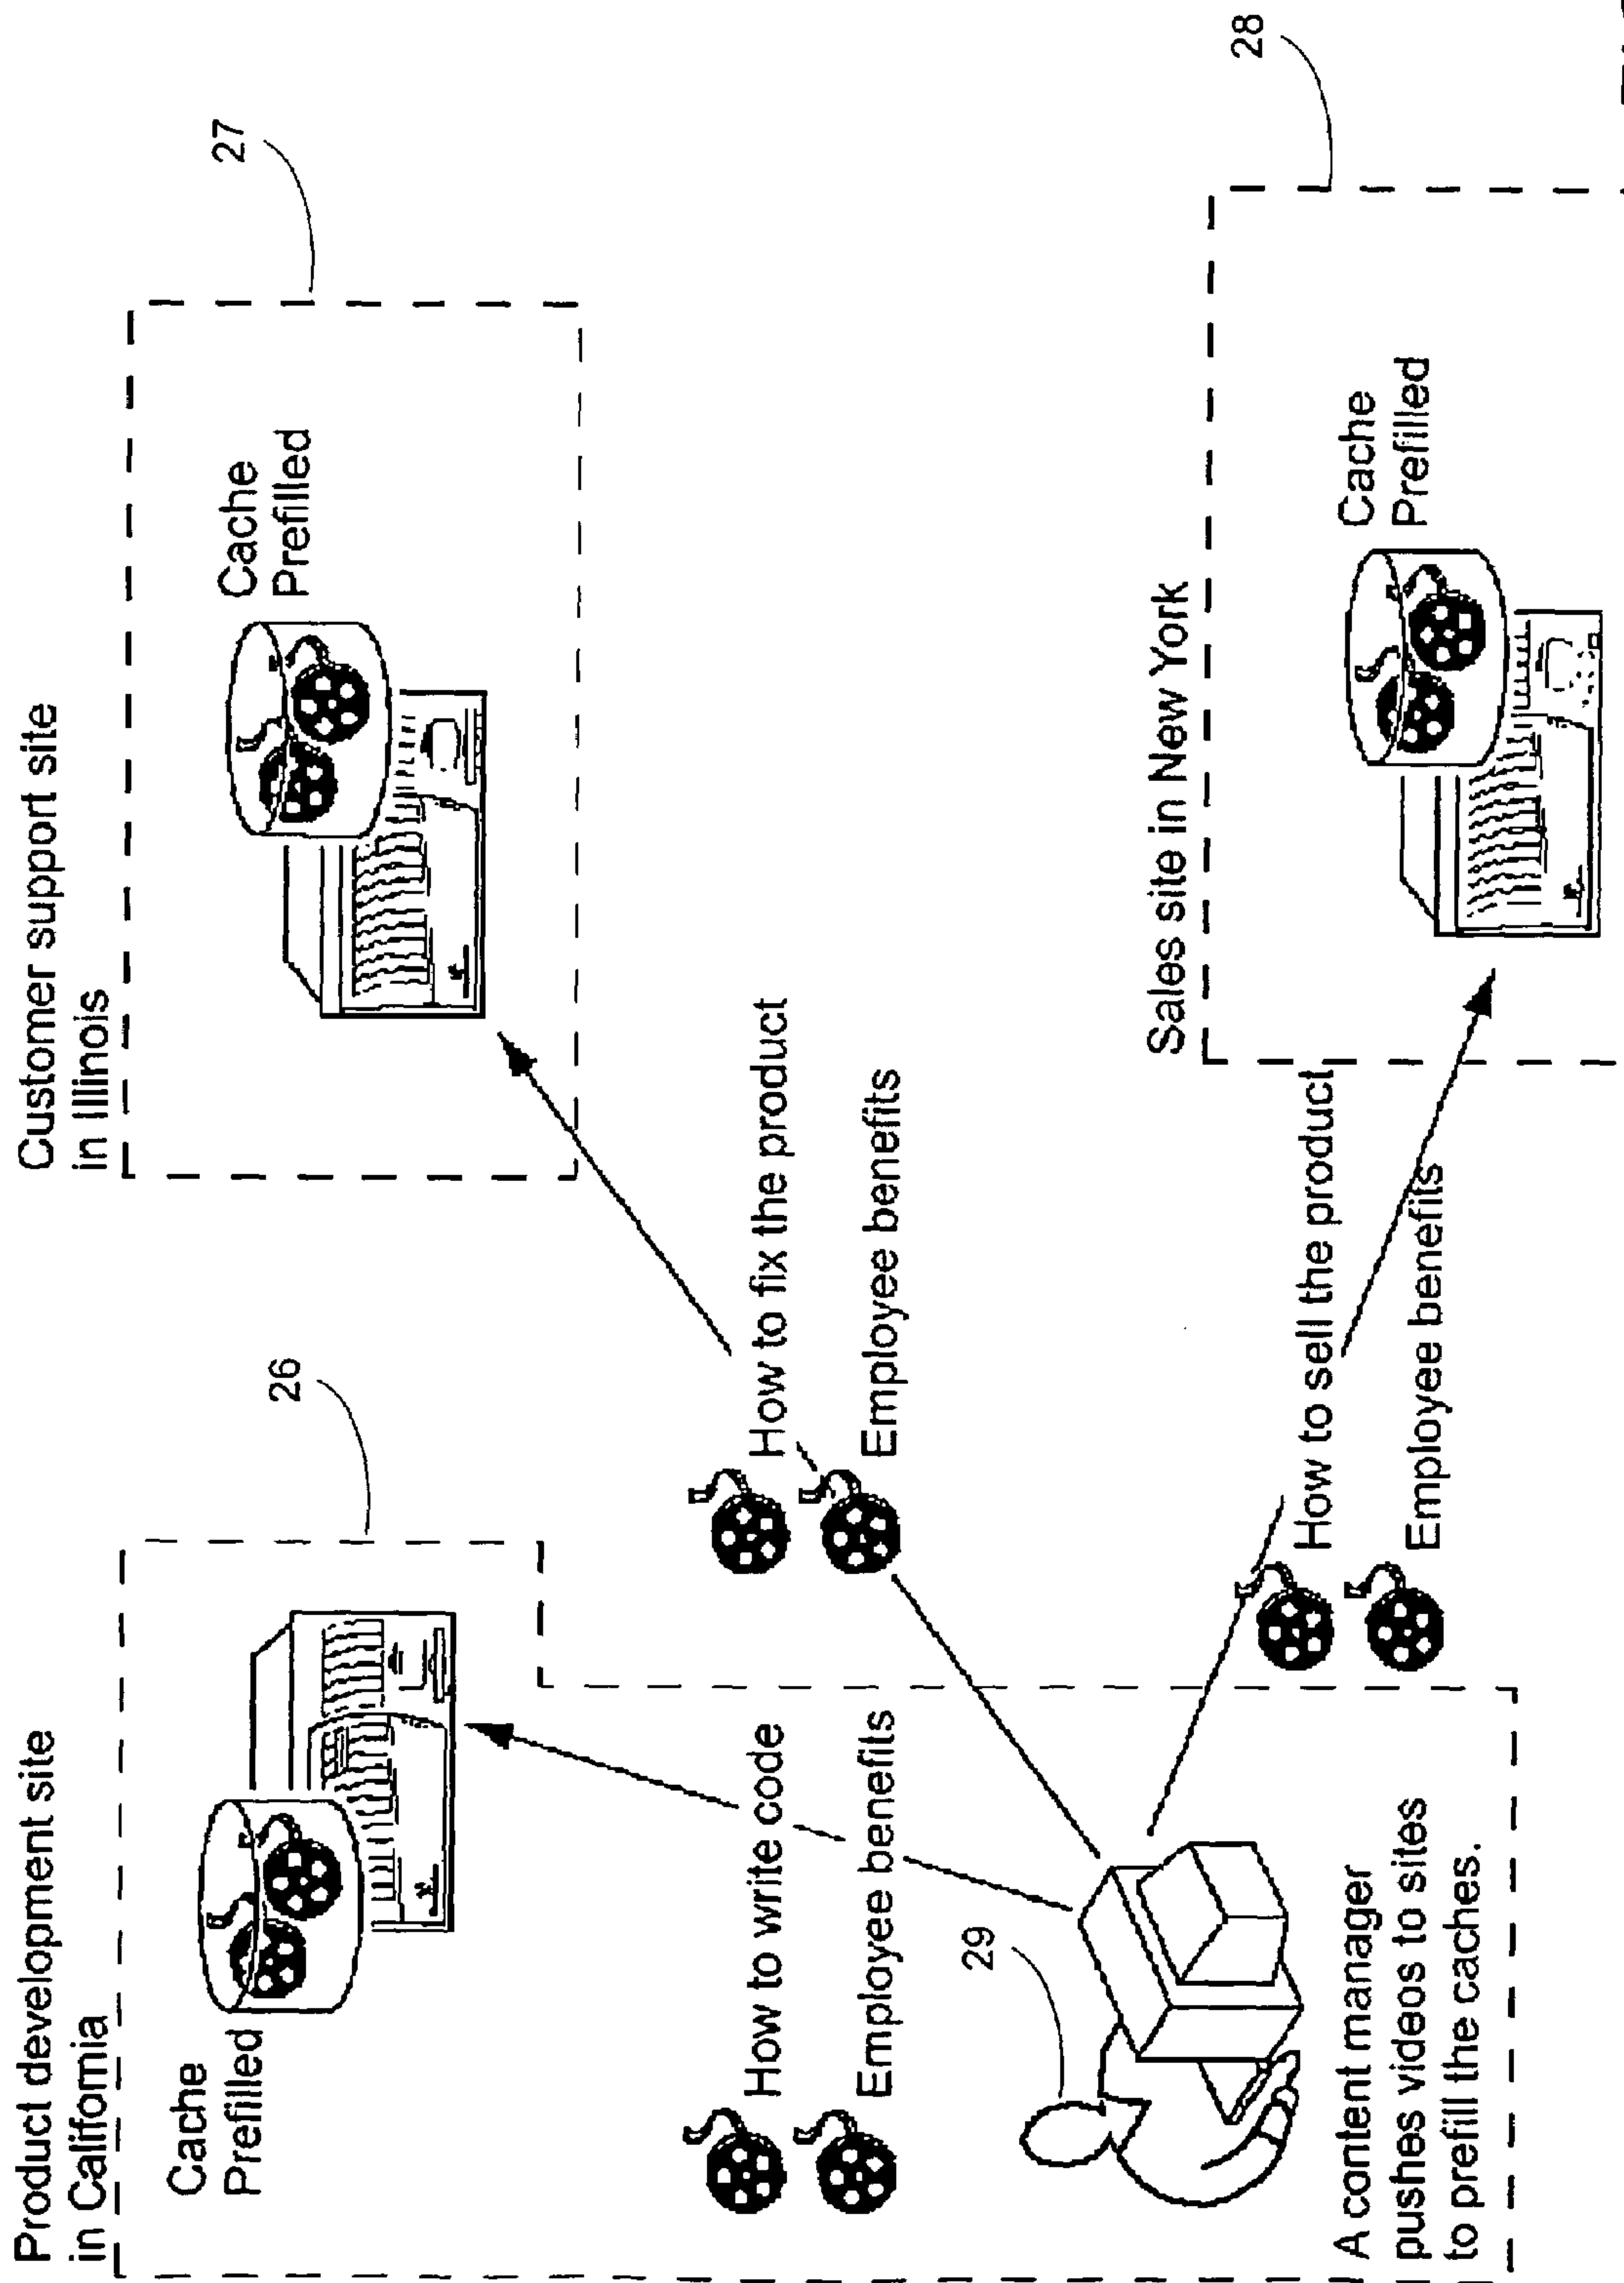 Product development site
in California
26
Cache
Prefilled
How to write code
Employee benefits
29
A content manager
pushes videos to sites
to prefill the caches.
Customer support site
in Illinois
27
Cache
Prefilled
How to fix the product
Employee benefits
Sales site in New York
28
Cache
Prefilled
How to sell the product
Employee benefits